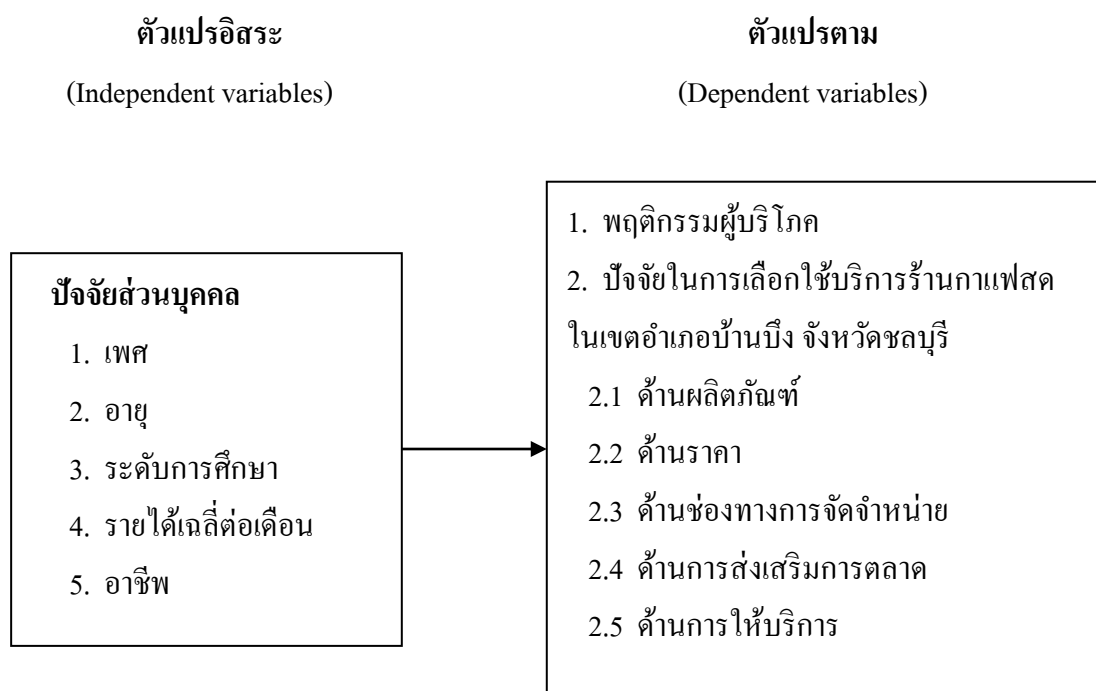 ตัวแปรอิสระ
(Independent variables)
ปัจจัยส่วนบุคคล
1. เพศ
2. อายุ
3. ระดับการศึกษา
4. รายได้เฉลี่ต่อเดือน
5. อาชีพ
ตัวแปรตาม
(Dependent variables)
1. พฤติกรรมผู้บริโภค
2. ปัจจัยในการเลือกใช้บริการร้านกาแฟสด
ในเขตอำเภอบ้านบึง จังหวัดชลบุรี
2.1 ด้านผลิตภัณฑ์
2.2 ด้านราคา
2.3 ด้านช่องทางการจัดจำหน่าย
2.4 ด้านการส่งเสริมการตลาด
2.5 ด้านการให้บริการ